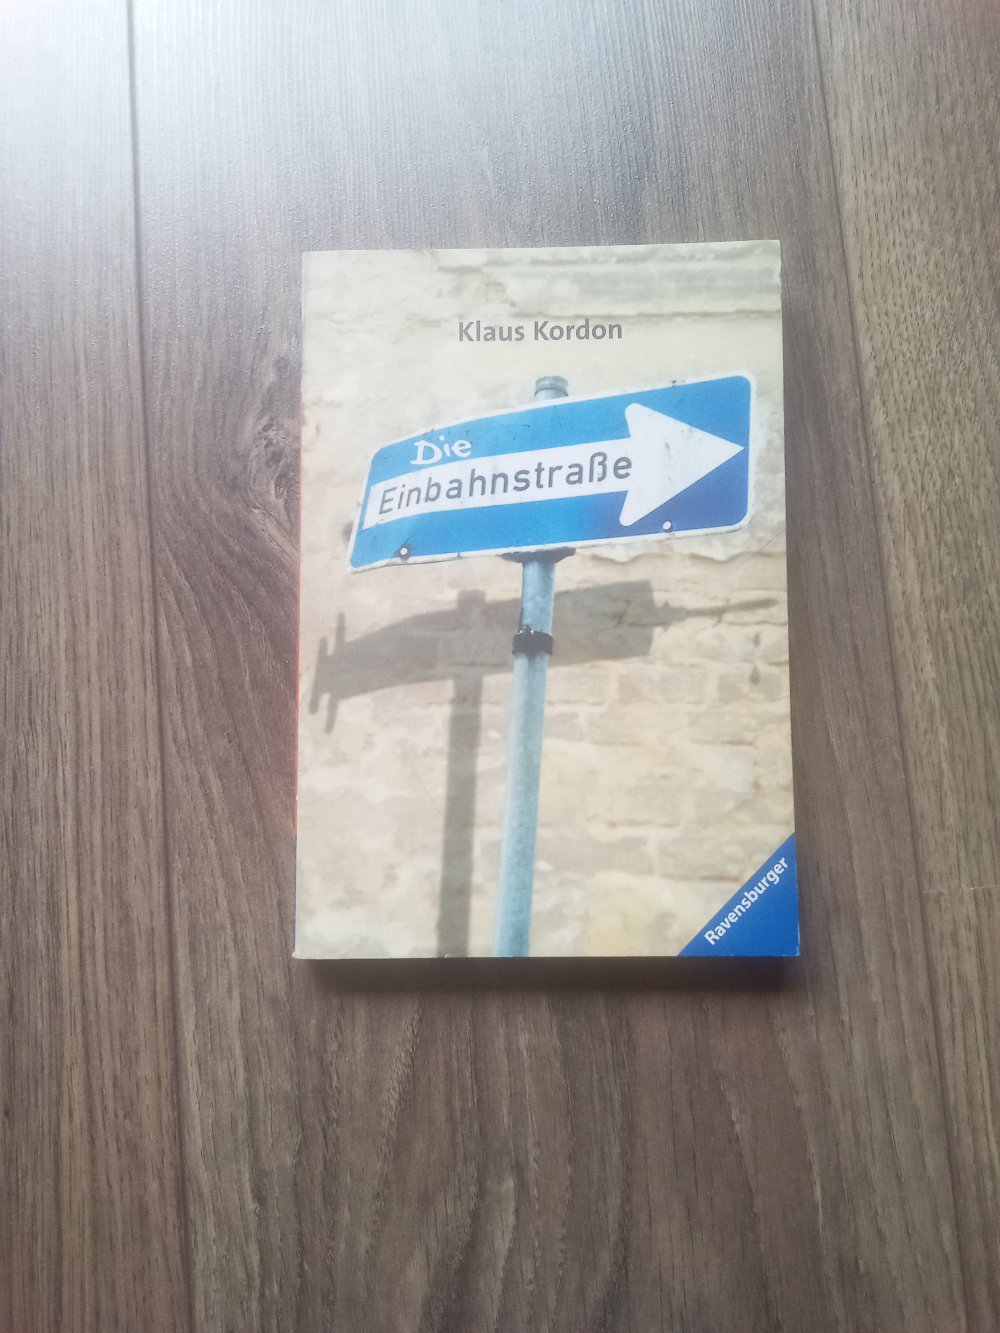 Klaus Kordon
Die
Einbahnstraße
Ravensburger